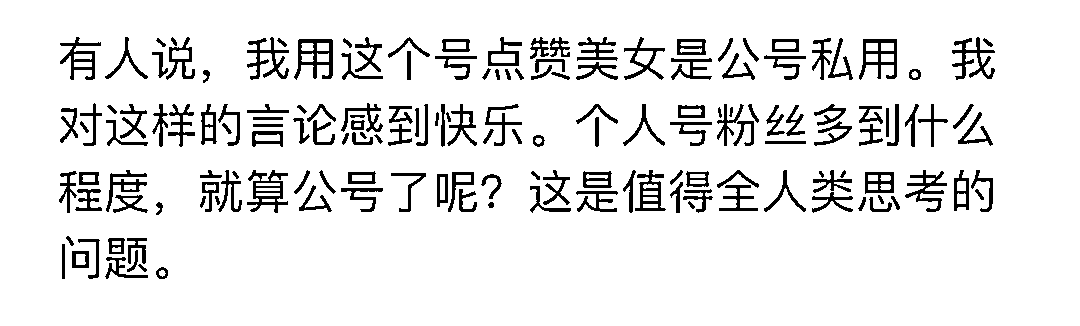 有人说，我用这个号点赞美女是公号私用。我
对这样的言论感到快乐。个人号粉丝多到什么
程度，就算公号了呢？这是值得全人类思考的
问题。